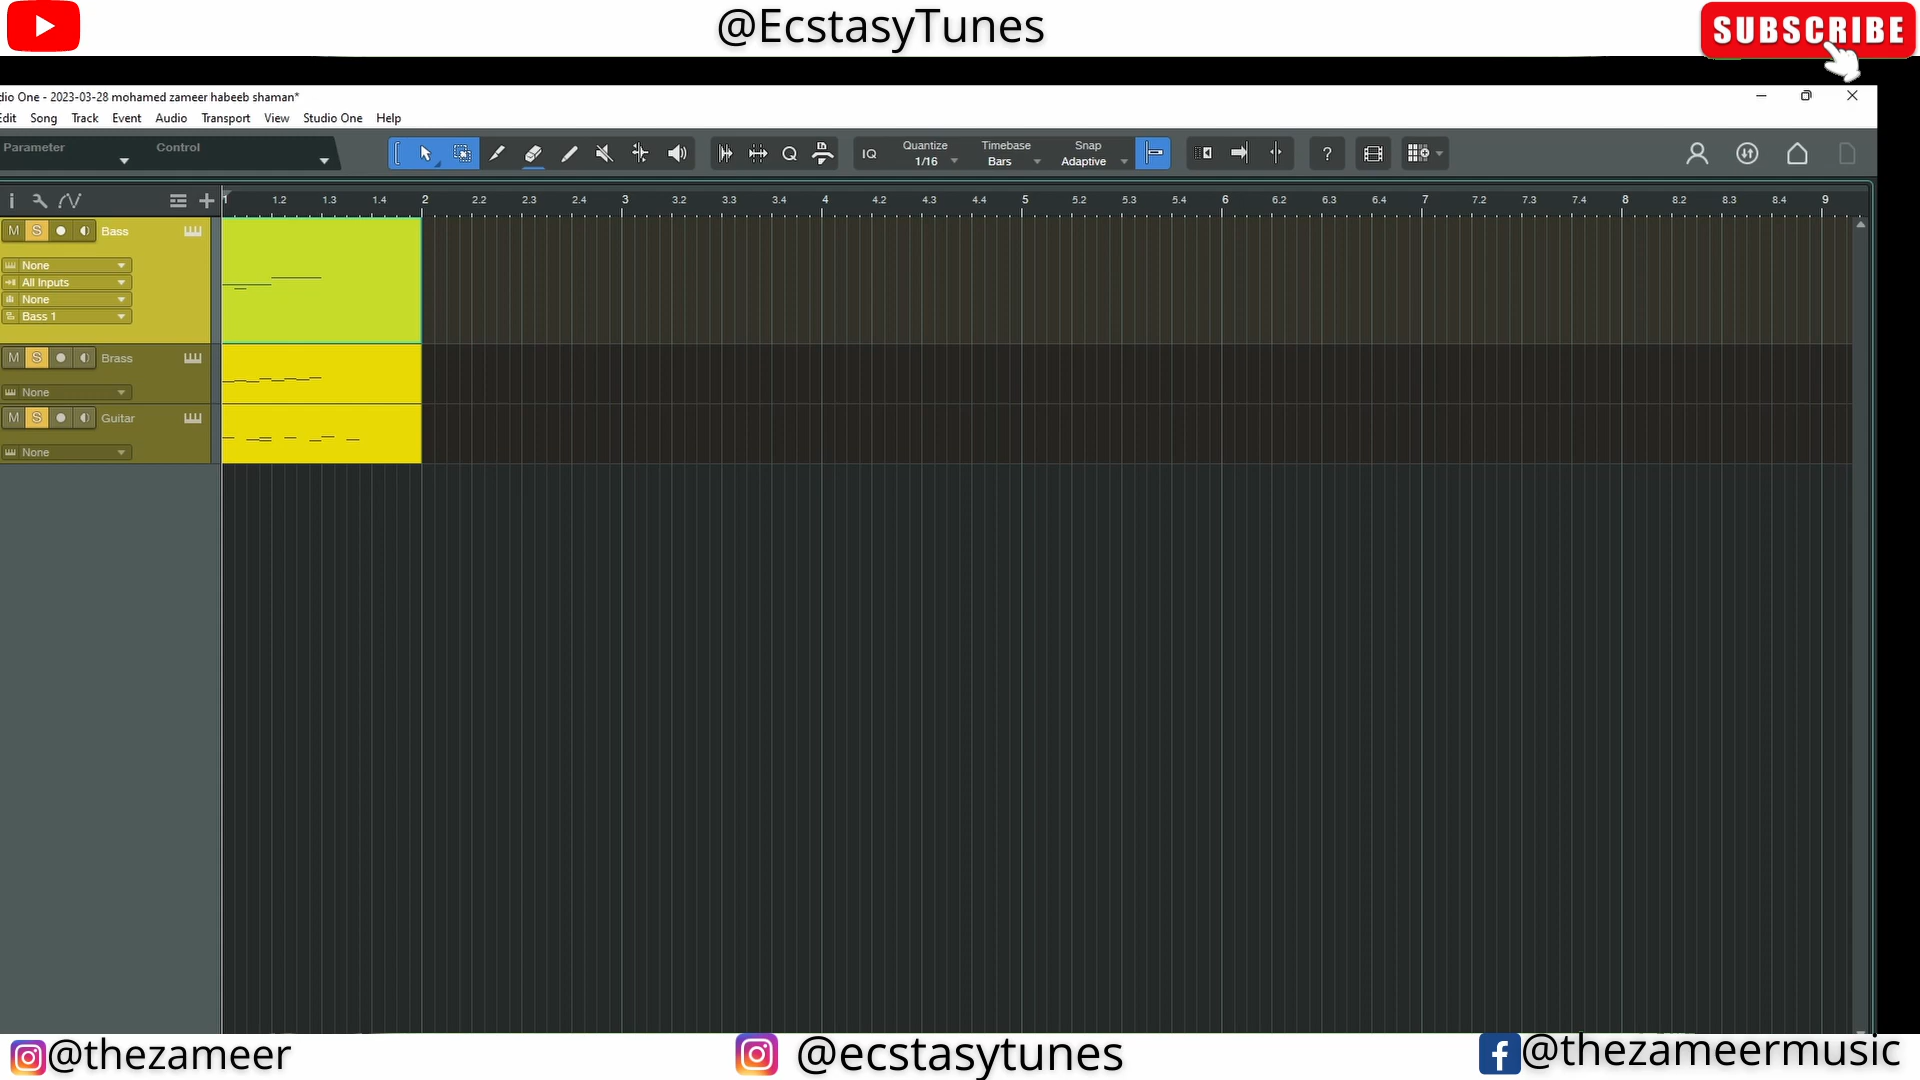 @EcstasyTunes
SUBSCRIBE
dio One - 2023-03-28 mohamed zameer habeeb shaman*
Edit Song Track Event Audio Transport View Studio One Help
Parameter Control
IQ Quantize 1/16 Timebase Bars Snap Adaptive ?
1 1.2 1.3 1.4 2 2.2 2.3 2.4 3 3.2 3.3 3.4 4 4.2 4.3 4.4 5 5.2 5.3 5.4 6 6.2 6.3 6.4 7 7.2 7.3 7.4 8 8.2 8.3 8.4 9
M S Bass
None
All Inputs
None
Bass 1
M S Brass
None
M S Guitar
None
@thezameer
@ecstasytunes
@thezameermusic